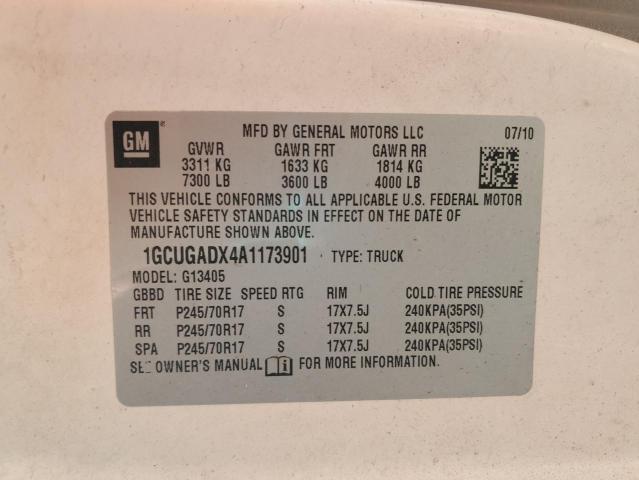 GM ® MFD BY GENERAL MOTORS LLC 07/10
GVWR GAWR FRT GAWR RR
3311 KG 1633 KG 1814 KG
7300 LB 3600 LB 4000 LB
THIS VEHICLE CONFORMS TO ALL APPLICABLE U.S. FEDERAL MOTOR
VEHICLE SAFETY STANDARDS IN EFFECT ON THE DATE OF
MANUFACTURE SHOWN ABOVE.
1GCUGADX4A1173901 TYPE: TRUCK
MODEL: G13405
GBBD TIRE SIZE SPEED RTG RIM COLD TIRE PRESSURE
FRT P245/70R17 S 17X7.5J 240KPA(35PSI)
RR P245/70R17 S 17X7.5J 240KPA(35PSI)
SPA P245/70R17 S 17X7.5J 240KPA(35PSI)
SEE OWNER'S MANUAL FOR MORE INFORMATION.